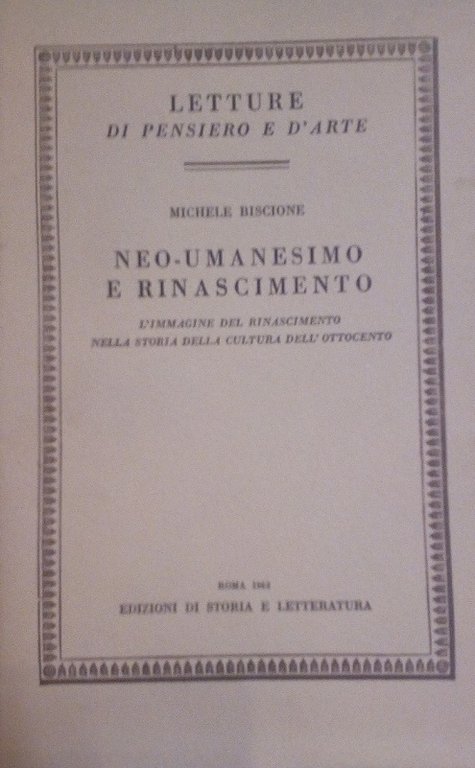 LETTURE
DI PENSIERO E D'ARTE
MICHELE BISCIONE
NEO-UMANESIMO
E RINASCIMENTO
L'IMMAGINE DEL RINASCIMENTO
NELLA STORIA DELLA CULTURA DELL'OTTOCENTO
ROMA
EDIZIONI DI STORIA E LETTERATURA